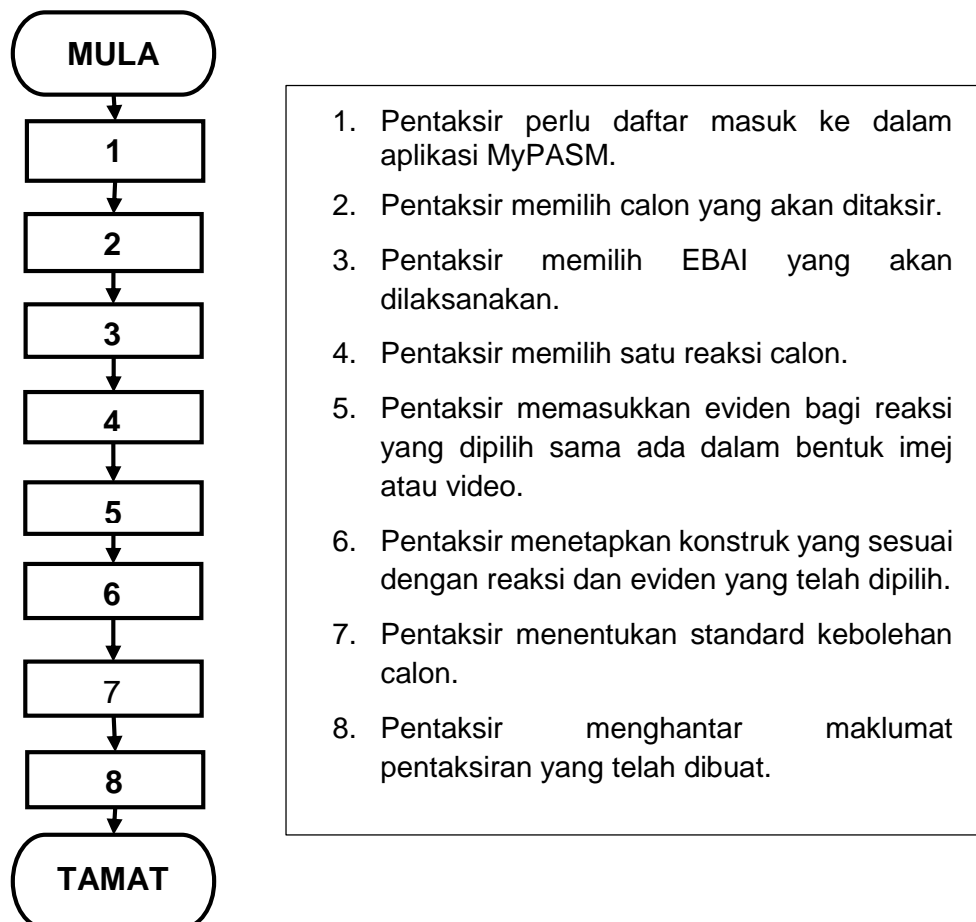 MULA
1
2
3
4
5
6
7
8
TAMAT
1. Pentaksir perlu daftar masuk ke dalam
aplikasi MyPASM.
2. Pentaksir memilih calon yang akan ditaksir.
3. Pentaksir memilih EBAI yang akan
dilaksanakan.
4. Pentaksir memilih satu reaksi calon.
5. Pentaksir memasukkan eviden bagi reaksi
yang dipilih sama ada dalam bentuk imej
atau video.
6. Pentaksir menetapkan konstruk yang sesuai
dengan reaksi dan eviden yang telah dipilih.
7. Pentaksir menentukan standard kebolehan
calon.
8. Pentaksir menghantar maklumat
pentaksiran yang telah dibuat.